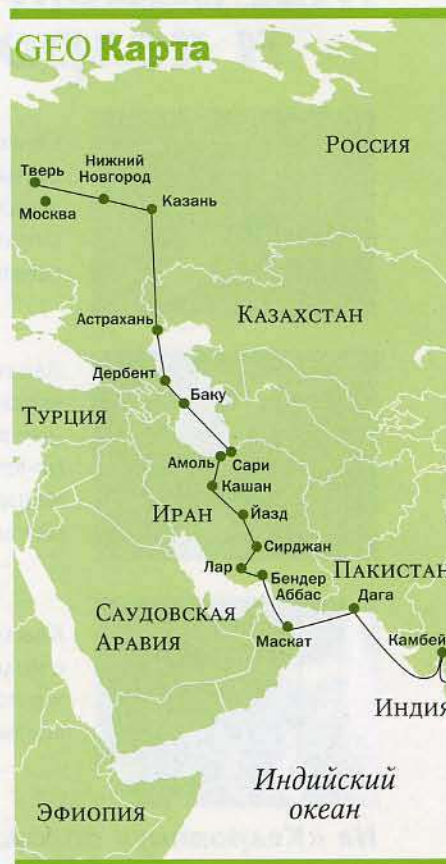 GEO Карта
Россия
Тверь
Нижний
Новгород
Казань
Москва
Астрахань
Казахстан
Дербент
Баку
Турция
Амоль
Сари
Кашан
Иран
Йазд
Сирджан
Лар
Бендер
Аббас
Пакистан
Дага
Саудовская
Аравия
Маскат
Камбей
Индия
Индийский
океан
Эфиопия